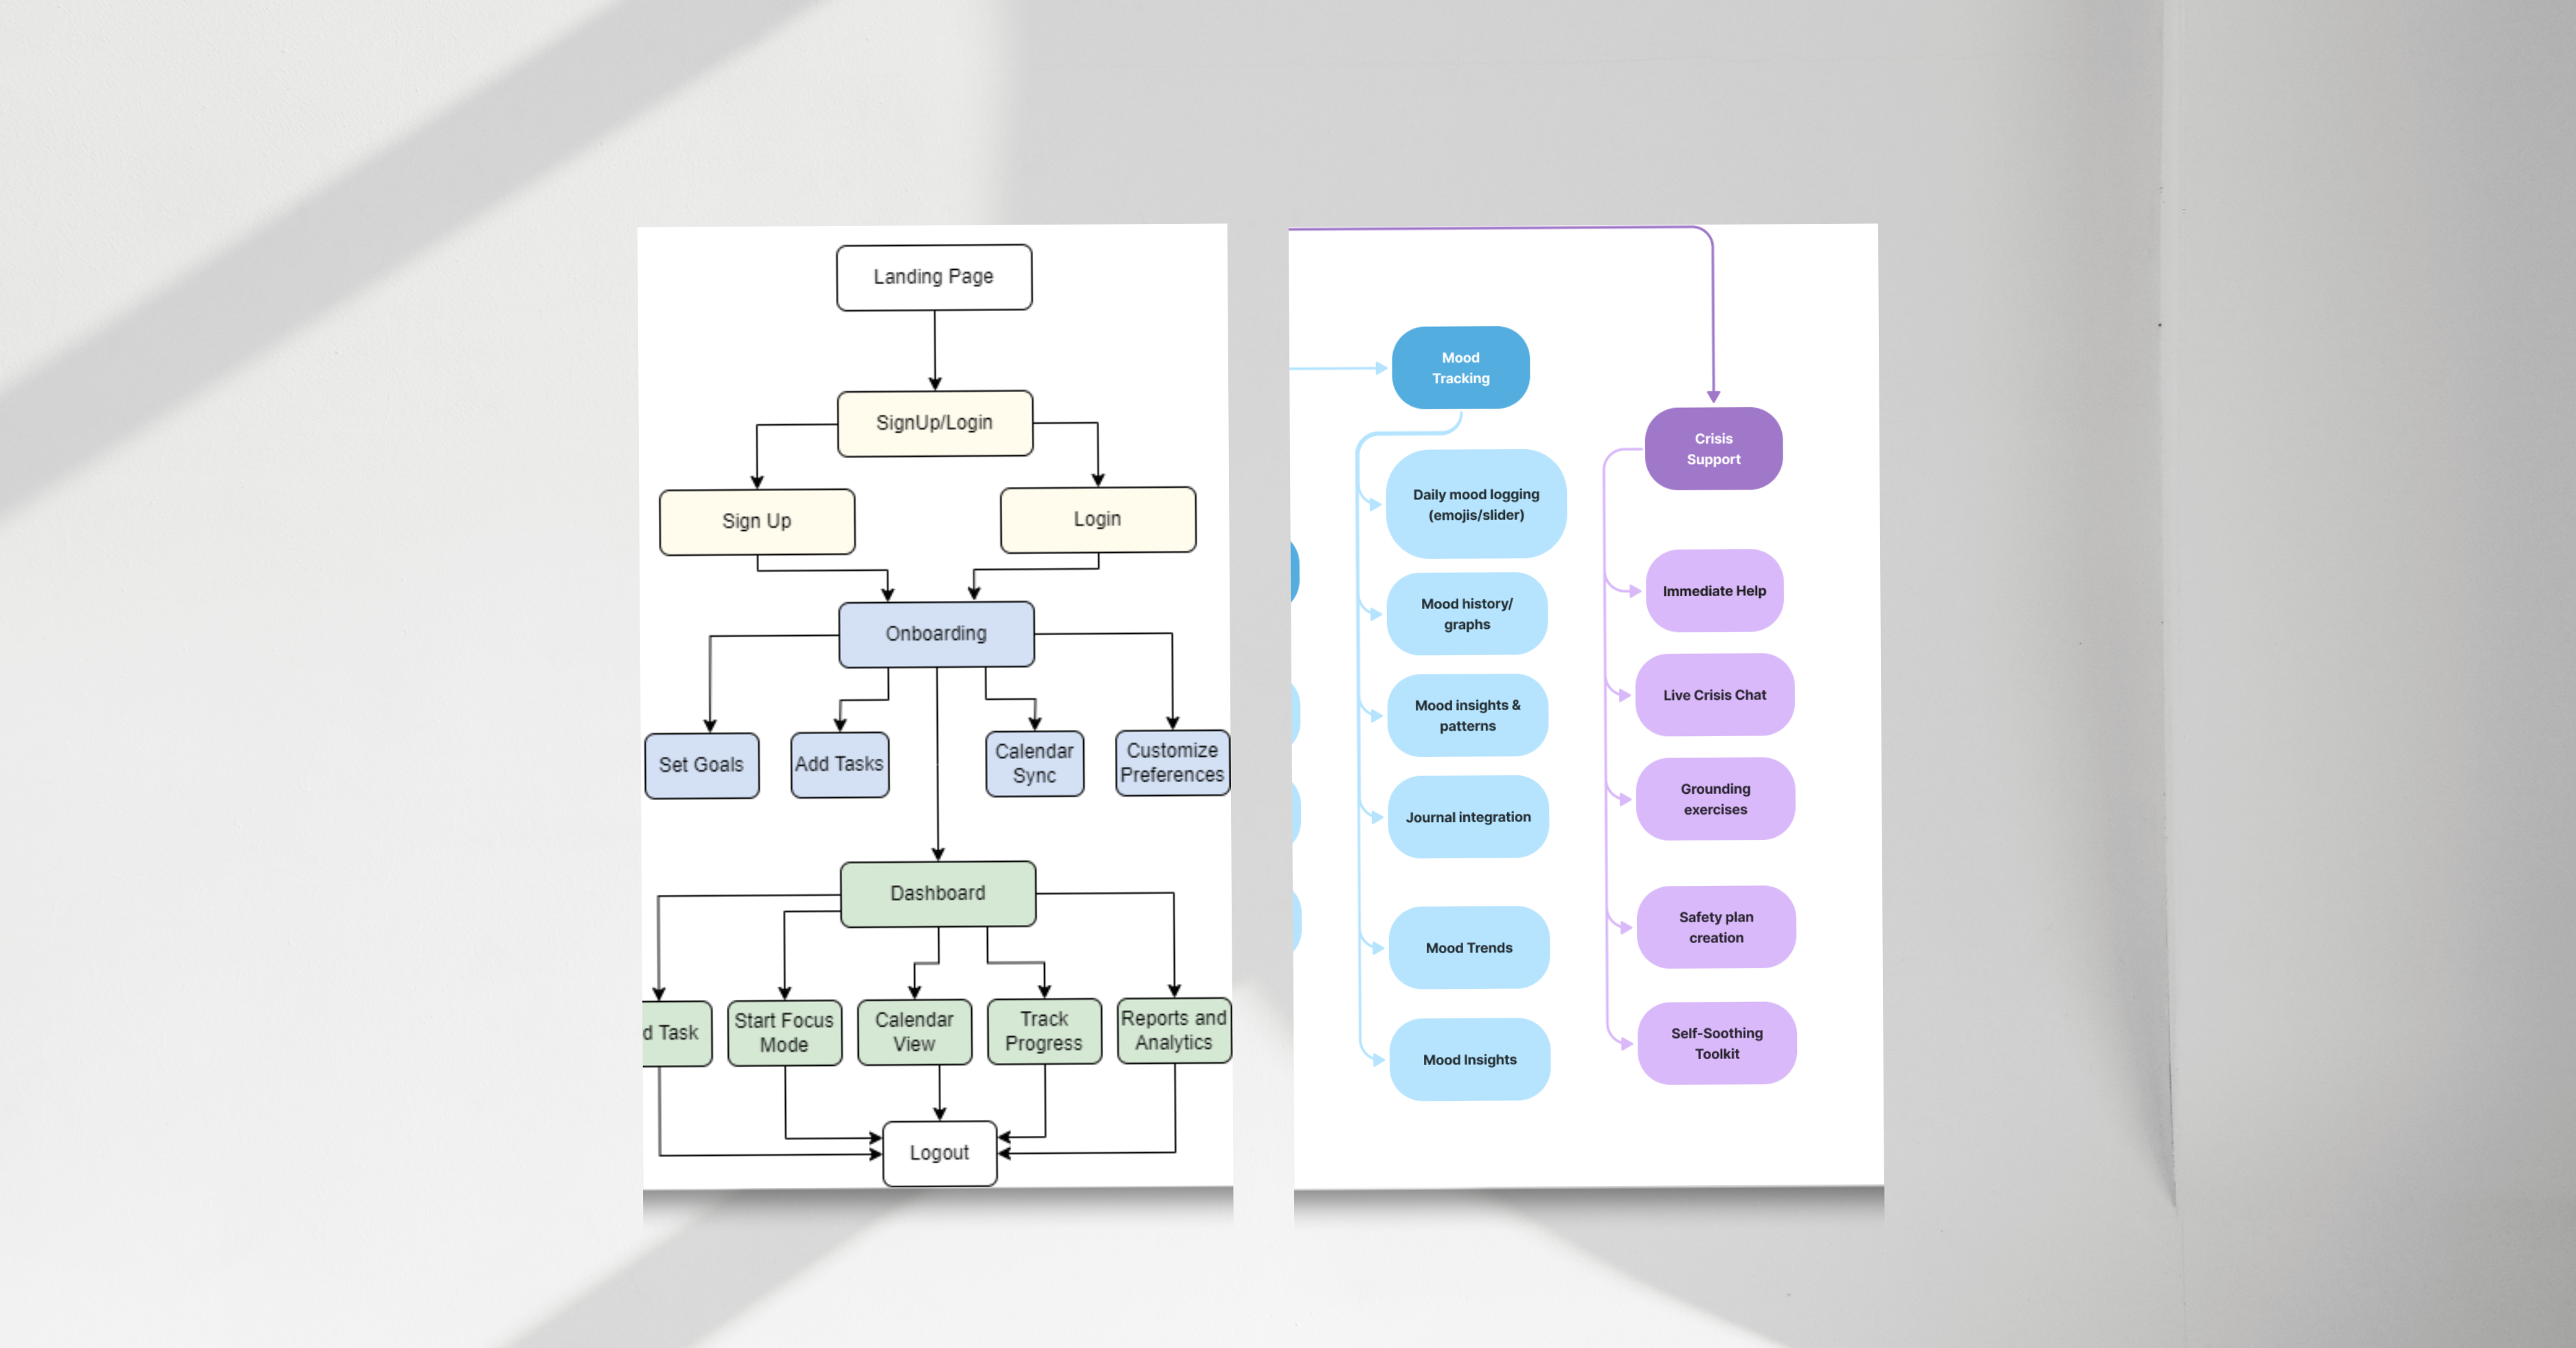 Landing Page
SignUp/Login
Sign Up
Login
Onboarding
Set Goals
Add Tasks
Calendar
Sync
Customize
Preferences
Dashboard
Task
Start Focus
Mode
Calendar
View
Track
Progress
Reports and
Analytics
Logout
Mood
Tracking
Daily mood logging
(emojis/slider)
Mood history/
graphs
Mood insights &
patterns
Journal integration
Mood Trends
Mood Insights
Crisis
Support
Immediate Help
Live Crisis Chat
Grounding
exercises
Safety plan
creation
Self-Soothing
Toolkit